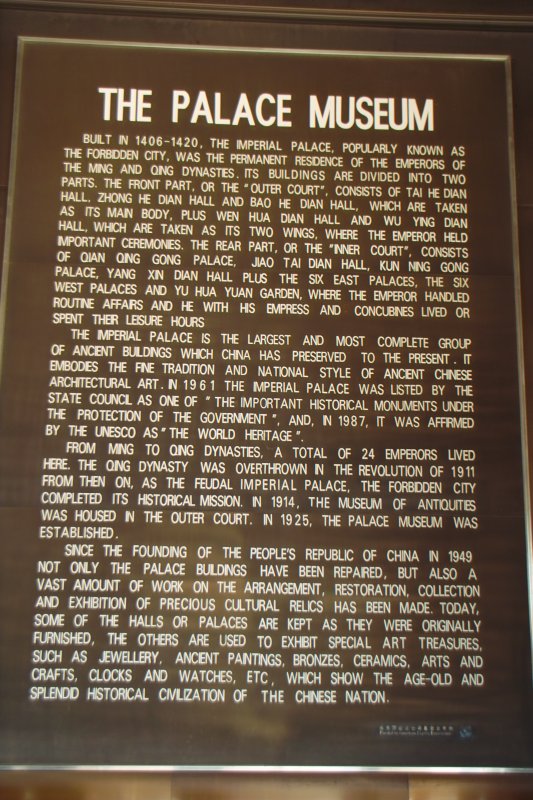 THE PALACE MUSEUM
BUILT IN 1406-1420, THE IMPERIAL PALACE, POPULARLY KNOWN AS
THE FORBIDDEN CITY, WAS THE PERMANENT RESIDENCE OF THE EMPERORS OF
THE MING AND QING DYNASTIES. ITS BUILDINGS ARE DIVIDED INTO TWO
PARTS. THE FRONT PART, OR THE "OUTER COURT", CONSISTS OF TAI HE DIAN
HALL. ZHONG HE DIAN HALL AND BAO HE DIAN HALL, WHICH ARE TAKEN
AS ITS MAIN BODY, PLUS WEN HUA DIAN HALL AND WU YING DIAN
HALL, WHICH ARE TAKEN AS ITS TWO WINGS, WHERE THE EMPEROR HELD
IMPORTANT CEREMONIES. THE REAR PART, OR THE "INNER COURT", CONSISTS
OF QIAN QING GONG PALACE, JIAO TAI DIAN HALL, KUN NING GONG
PALACE, YANG XIN DIAN HALL PLUS THE SIX EAST PALACES, THE SIX
WEST PALACES AND YU HUA YUAN GARDEN, WHERE THE EMPEROR HANDLED
ROUTINE AFFAIRS AND HE WITH HIS EMPRESS AND CONCUBINES LIVED OR
SPENT THEIR LEISURE HOURS
THE IMPERIAL PALACE IS THE LARGEST AND MOST COMPLETE GROUP
OF ANCIENT BUILDINGS WHICH CHINA HAS PRESERVED TO THE PRESENT. IT
EMBODIES THE FINE TRADITION AND NATIONAL STYLE OF ANCIENT CHINESE
ARCHITECTURAL ART. IN 1961 THE IMPERIAL PALACE WAS LISTED BY THE
STATE COUNCIL AS ONE OF "THE IMPORTANT HISTORICAL MONUMENTS UNDER
THE PROTECTION OF THE GOVERNMENT", AND, IN 1987, IT WAS AFFIRMED
BY THE UNESCO AS "THE WORLD HERITAGE".
FROM MING TO QING DYNASTIES, A TOTAL OF 24 EMPERORS LIVED
HERE. THE QING DYNASTY WAS OVERTHROWN IN THE REVOLUTION OF 1911
FROM THEN ON, AS THE FEUDAL IMPERIAL PALACE, THE FORBIDDEN CITY
COMPLETED ITS HISTORICAL MISSION. IN 1914, THE MUSEUM OF ANTIQUITIES
WAS HOUSED IN THE OUTER COURT. IN 1925, THE PALACE MUSEUM WAS
ESTABLISHED.
SINCE THE FOUNDING OF THE PEOPLE'S REPUBLIC OF CHINA IN 1949
NOT ONLY THE PALACE BUILDINGS HAVE BEEN REPAIRED, BUT ALSO A
VAST AMOUNT OF WORK ON THE ARRANGEMENT, RESTORATION, COLLECTION
AND EXHIBITION OF PRECIOUS CULTURAL RELICS HAS BEEN MADE. TODAY,
SOME OF THE HALLS OR PALACES ARE KEPT AS THEY WERE ORIGINALLY
FURNISHED, THE OTHERS ARE USED TO EXHIBIT SPECIAL ART TREASURES,
SUCH AS JEWELLERY, ANCIENT PAINTINGS, BRONZES, CERAMICS, ARTS AND
CRAFTS, CLOCKS AND WATCHES, ETC, WHICH SHOW THE AGE-OLD AND
SPLENDID HISTORICAL CIVILIZATION OF THE CHINESE NATION.